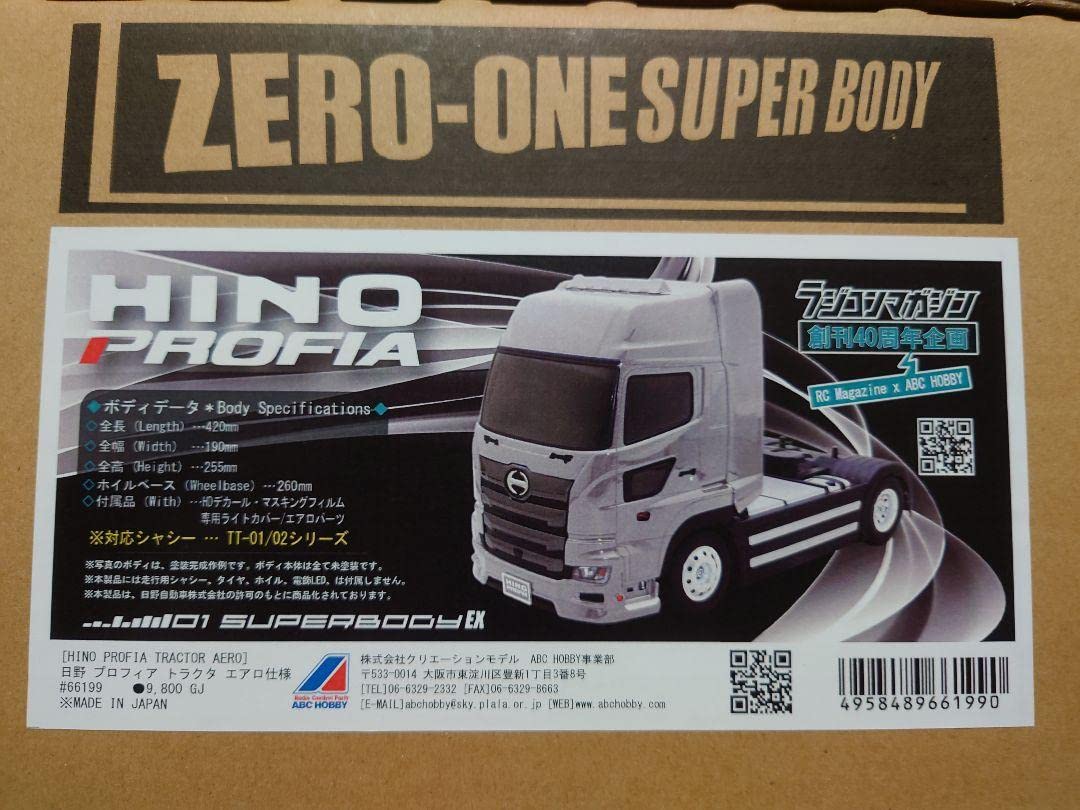 ZERO-ONE SUPER BODY
HINO
PROFIA
◆ボディデータ*Body Specifications◆
◇全長 (Length) …420mm
◇全幅 (Width) …190mm
◇全高 (Height) …255mm
◇ホイルベース (Wheelbase) …260mm
◇付属品 (With) …HDデカール・マスキングフィルム
専用ライトカバー/エアロパーツ
※対応シャシー … TT-01/02シリーズ
※写真のボディは、塗装完成作例です。ボディ本体は全て未塗装です。
※本製品には走行用シャシー、タイヤ、ホイル、電飾LED、は付属しません。
※本製品は、日野自動車株式会社の許可のもとに商品化されております。
01 SUPERBODY EX
ラジコンマガジン
創刊40周年企画
RC Magazine x ABC HOBBY
HINO
PROFIA
[HINO PROFIA TRACTOR AERO]
日野 プロフィア トラクタ エアロ仕様
#66199 ●9,800 GJ
※MADE IN JAPAN
Radio Control Parts
ABC HOBBY
株式会社クリエーションモデル ABC HOBBY事業部
〒533-0014 大阪市東淀川区豊新1丁目3番8号
[TEL]06-6329-2332 [FAX]06-6329-8663
[E-MAIL]abchobby@sky.plala.or.jp [WEB]www.abchobby.com
4958489661990